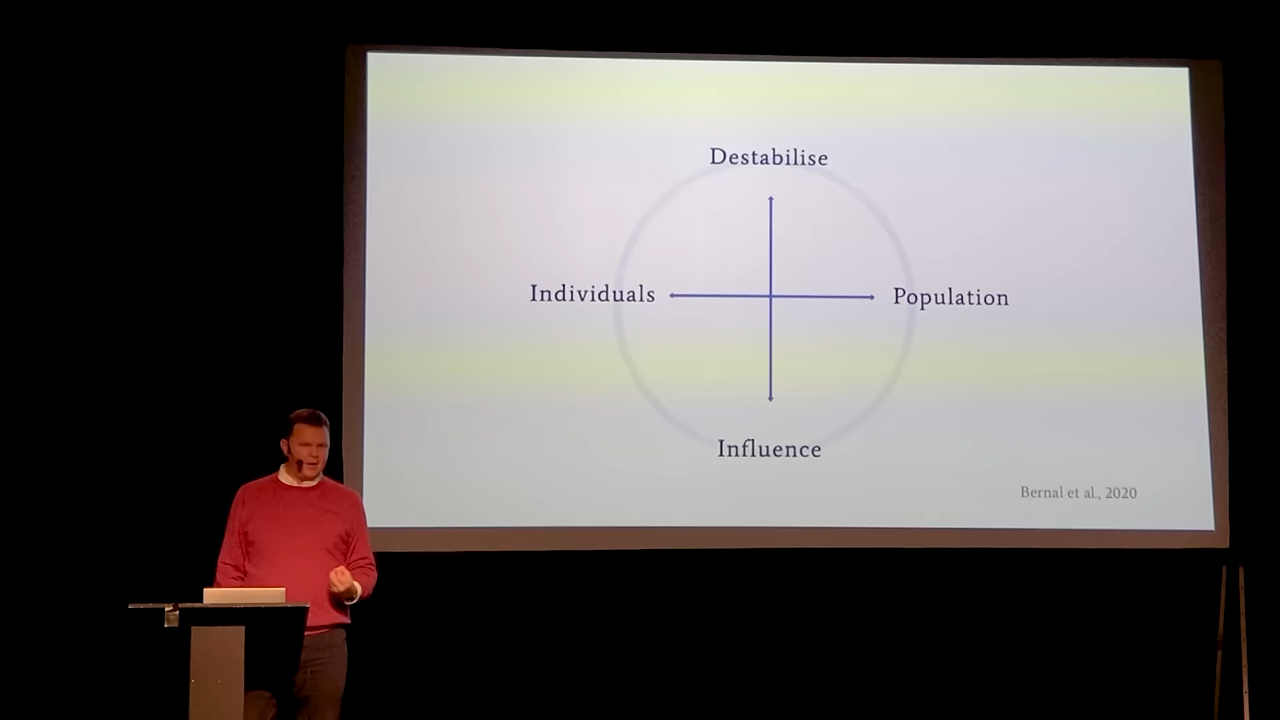 Destabilise
Individuals
Population
Influence
Bernal et al., 2020